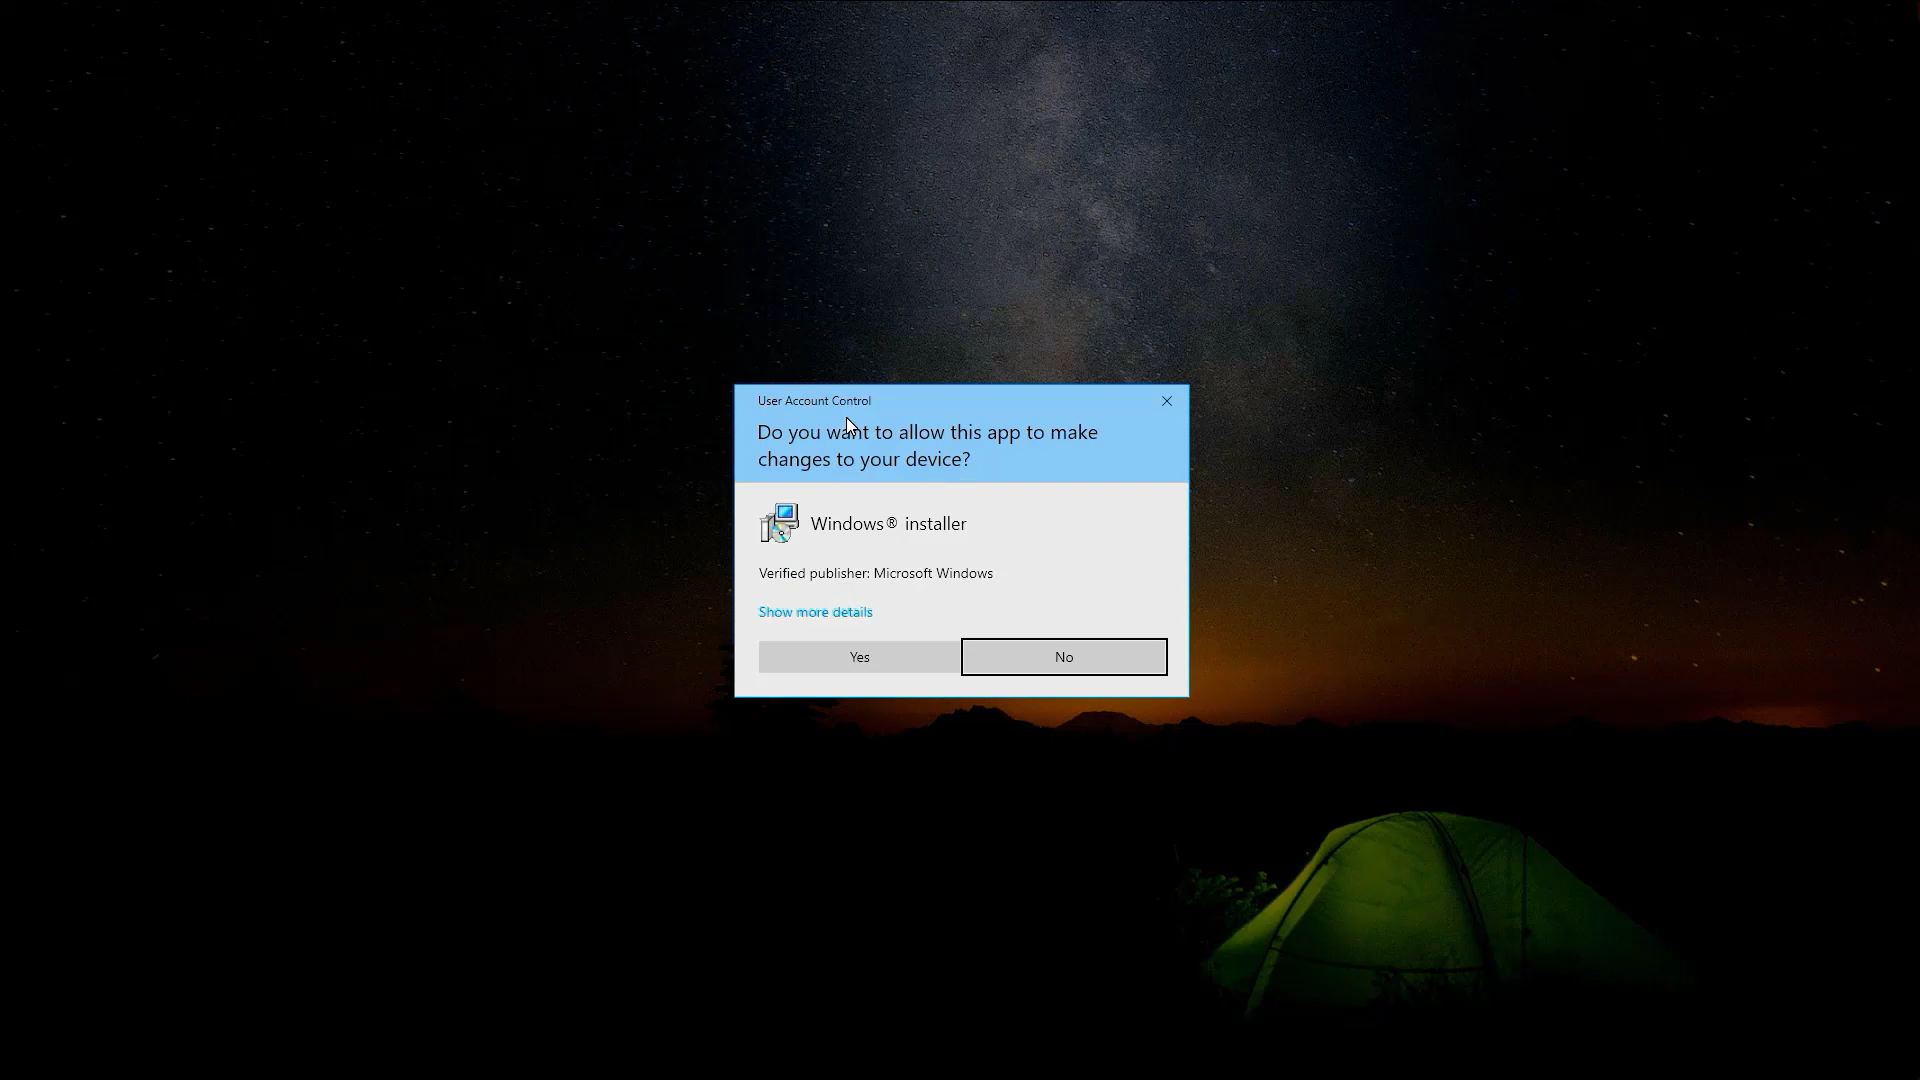 User Account Control
Do you want to allow this app to make
changes to your device?
Windows® installer
Verified publisher: Microsoft Windows
Show more details
Yes
No